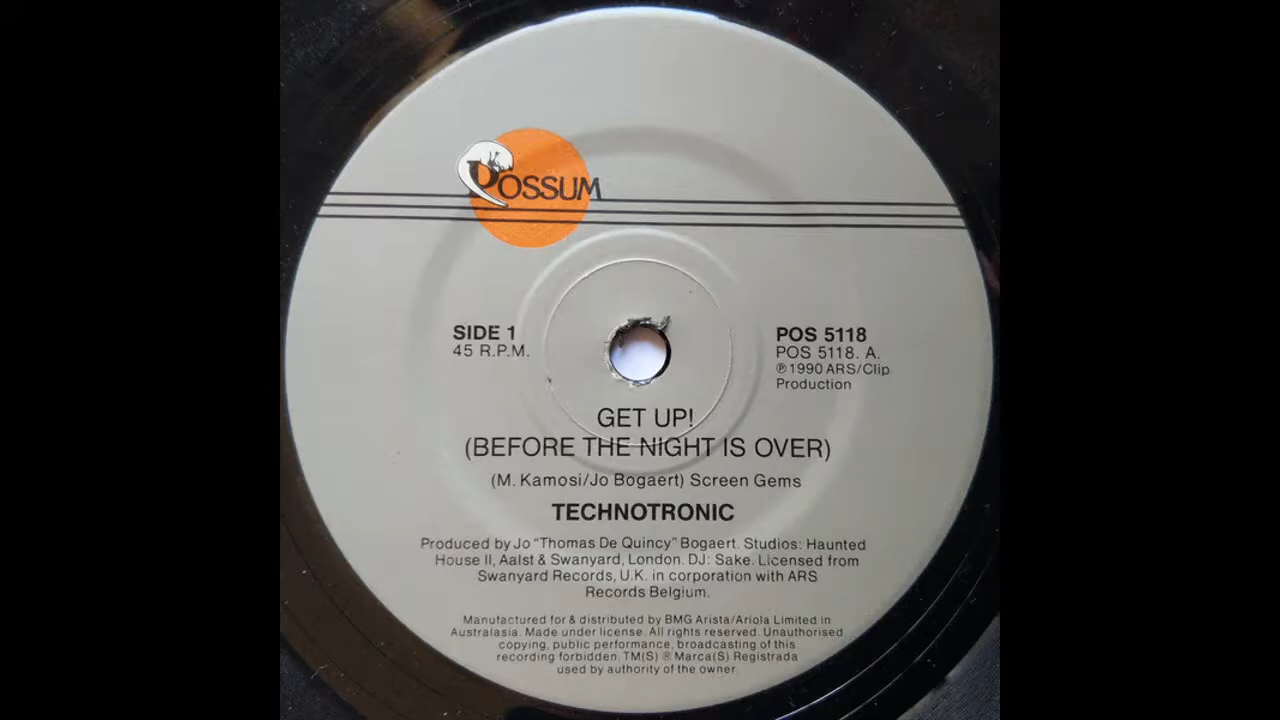 POSSUM
SIDE 1
45 R.P.M.
POS 5118
POS 5118. A.
℗ 1990 ARS/Clip
Production
GET UP!
(BEFORE THE NIGHT IS OVER)
(M. Kamosi/Jo Bogaert) Screen Gems
TECHNOTRONIC
Produced by Jo “Thomas De Quincy” Bogaert. Studios: Haunted
House II, Aalst & Swanyard, London. DJ: Sake. Licensed from
Swanyard Records, U.K. in corporation with ARS
Records Belgium.
Manufactured for & distributed by BMG Arista/Ariola Limited in
Australasia. Made under license. All rights reserved. Unauthorised
copying, public performance, broadcasting of this
recording forbidden. TM(S) ® Marca(S) Registrada
used by authority of the owner.